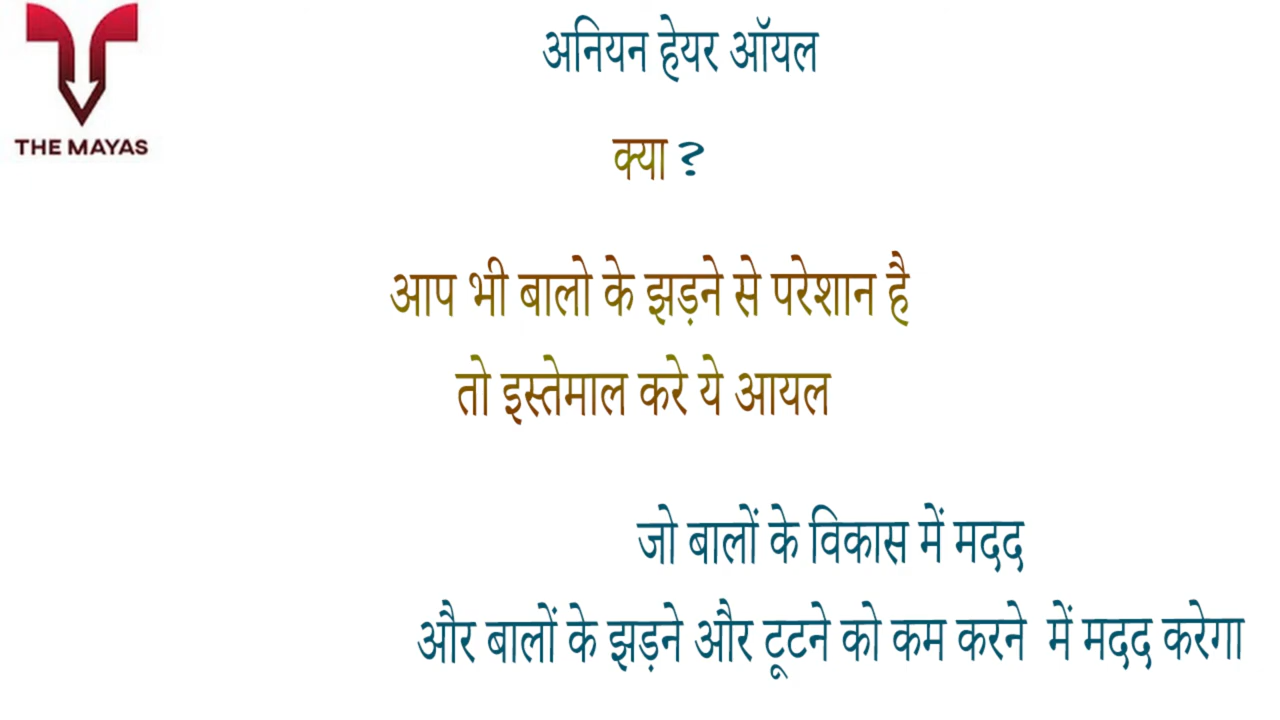 THE MAYAS
अनियन हेयर ऑयल
क्या ?
आप भी बालो के झड़ने से परेशान है
तो इस्तेमाल करे ये आयल
जो बालों के विकास में मदद
और बालों के झड़ने और टूटने को कम करने में मदद करेगा